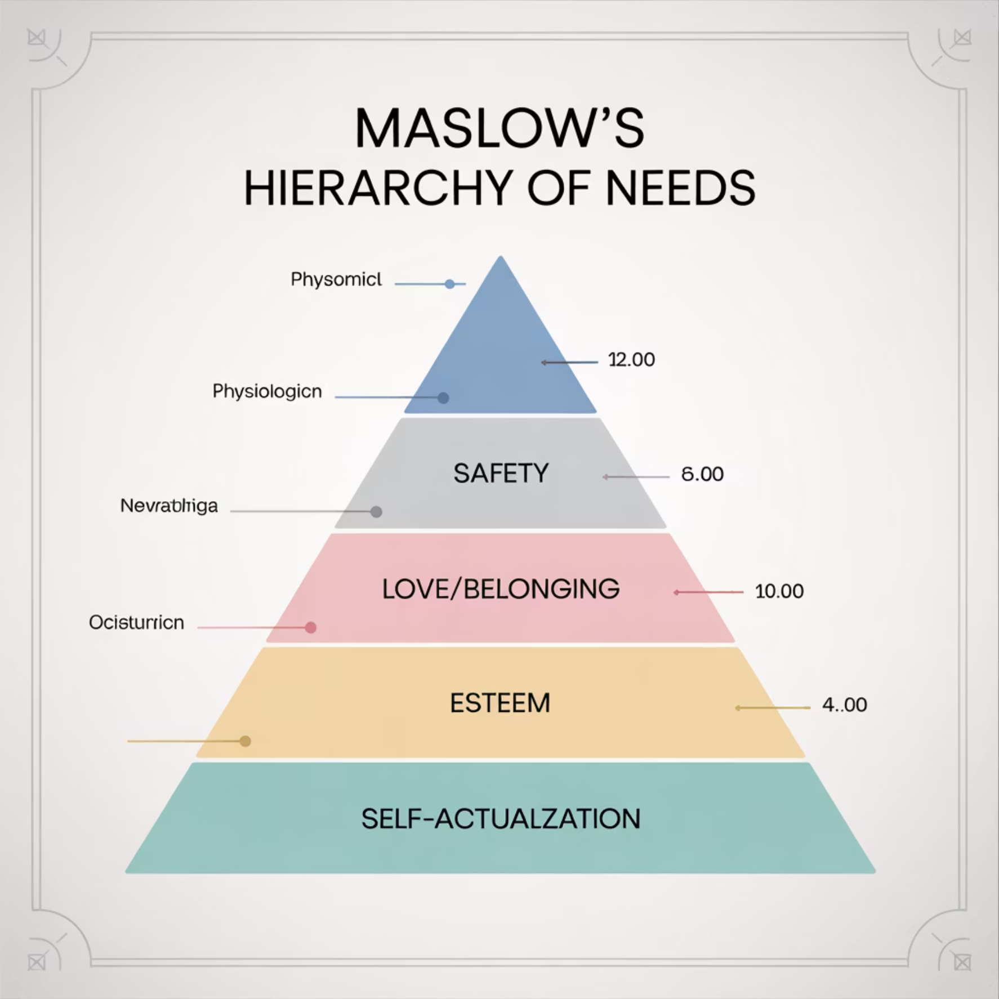 MASLOW'S
HIERARCHY OF NEEDS
Physomicl
12.00
Physiologicn
SAFETY
6.00
Nevrabhiga
LOVE/BELONGING
10.00
Ocisturricn
ESTEEM
4..00
SELF-ACTUALZATION